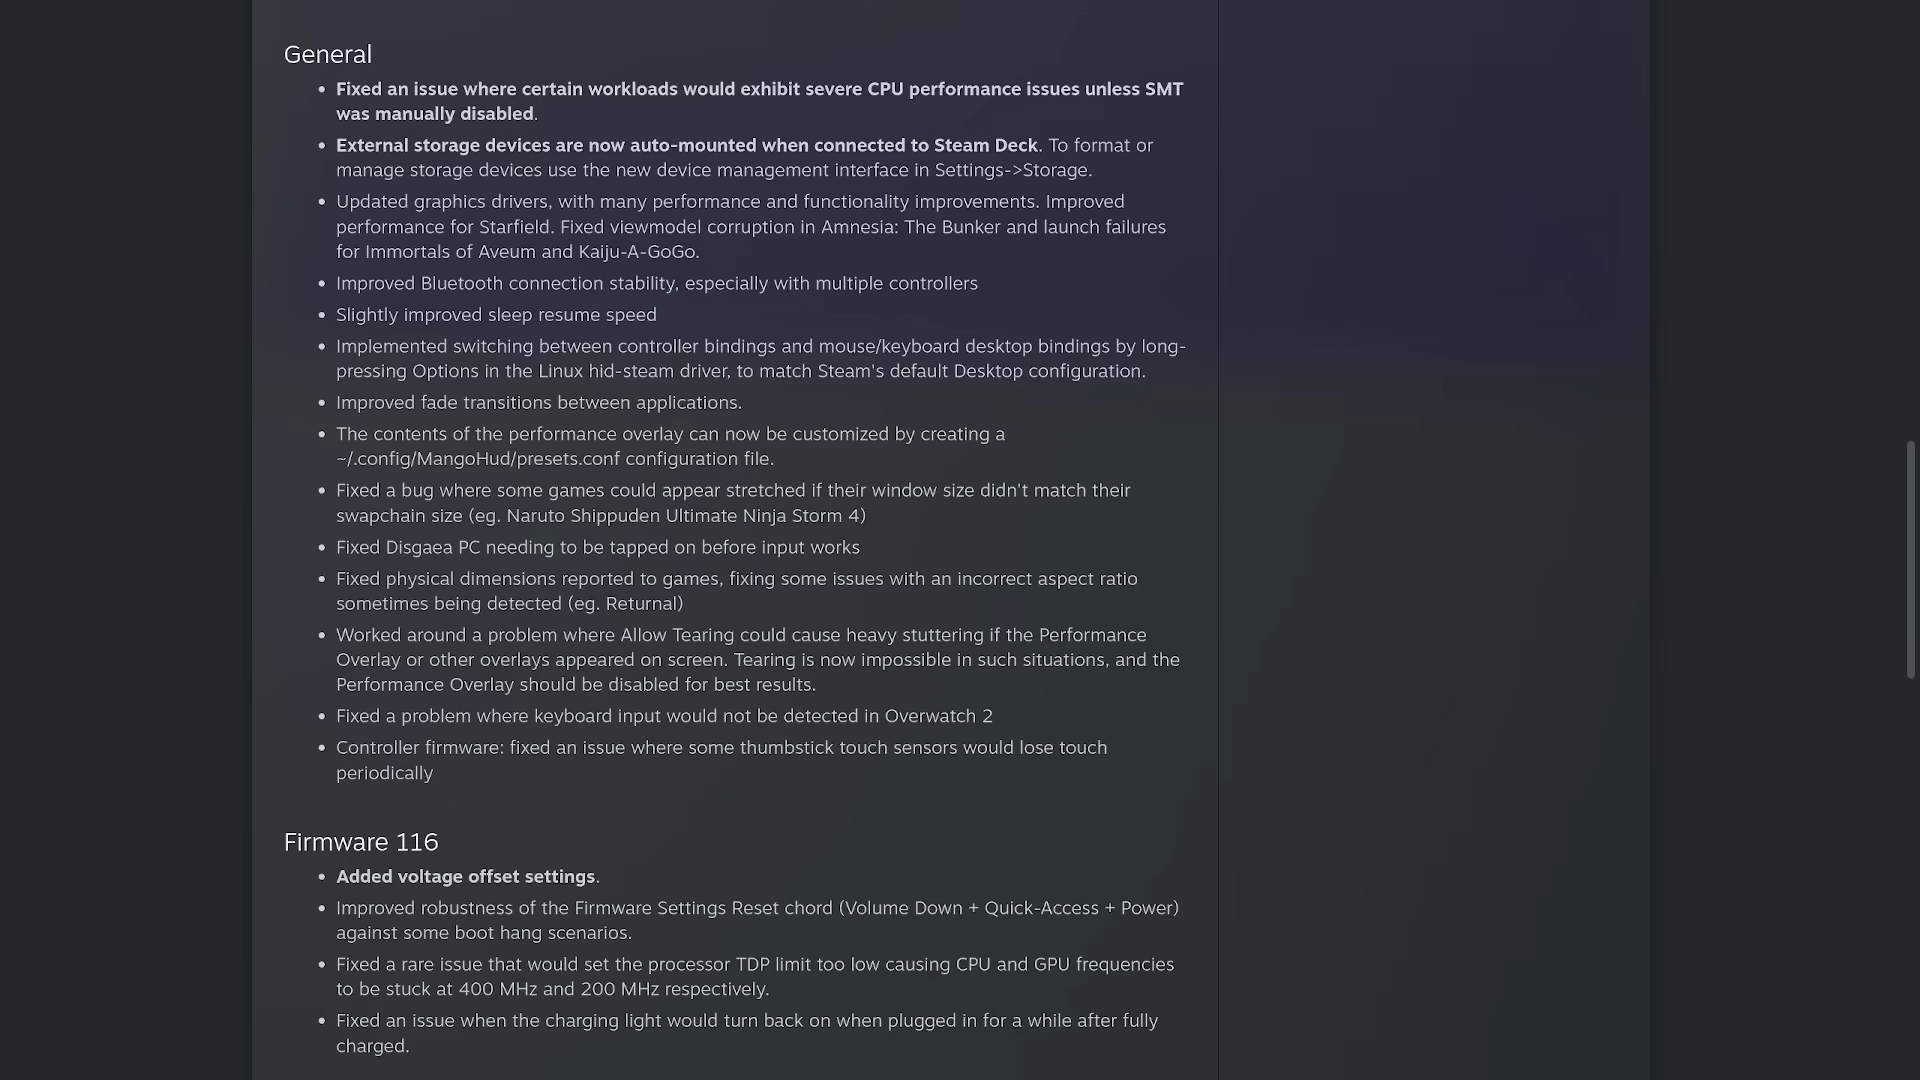 General
• Fixed an issue where certain workloads would exhibit severe CPU performance issues unless SMT
was manually disabled.
• External storage devices are now auto-mounted when connected to Steam Deck. To format or
manage storage devices use the new device management interface in Settings->Storage.
• Updated graphics drivers, with many performance and functionality improvements. Improved
performance for Starfield. Fixed viewmodel corruption in Amnesia: The Bunker and launch failures
for Immortals of Aveum and Kaiju-A-GoGo.
• Improved Bluetooth connection stability, especially with multiple controllers
• Slightly improved sleep resume speed
• Implemented switching between controller bindings and mouse/keyboard desktop bindings by long-
pressing Options in the Linux hid-steam driver, to match Steam's default Desktop configuration.
• Improved fade transitions between applications.
• The contents of the performance overlay can now be customized by creating a
~/.config/MangoHud/presets.conf configuration file.
• Fixed a bug where some games could appear stretched if their window size didn't match their
swapchain size (eg. Naruto Shippuden Ultimate Ninja Storm 4)
• Fixed Disgaea PC needing to be tapped on before input works
• Fixed physical dimensions reported to games, fixing some issues with an incorrect aspect ratio
sometimes being detected (eg. Returnal)
• Worked around a problem where Allow Tearing could cause heavy stuttering if the Performance
Overlay or other overlays appeared on screen. Tearing is now impossible in such situations, and the
Performance Overlay should be disabled for best results.
• Fixed a problem where keyboard input would not be detected in Overwatch 2
• Controller firmware: fixed an issue where some thumbstick touch sensors would lose touch
periodically
Firmware 116
• Added voltage offset settings.
• Improved robustness of the Firmware Settings Reset chord (Volume Down + Quick-Access + Power)
against some boot hang scenarios.
• Fixed a rare issue that would set the processor TDP limit too low causing CPU and GPU frequencies
to be stuck at 400 MHz and 200 MHz respectively.
• Fixed an issue when the charging light would turn back on when plugged in for a while after fully
charged.